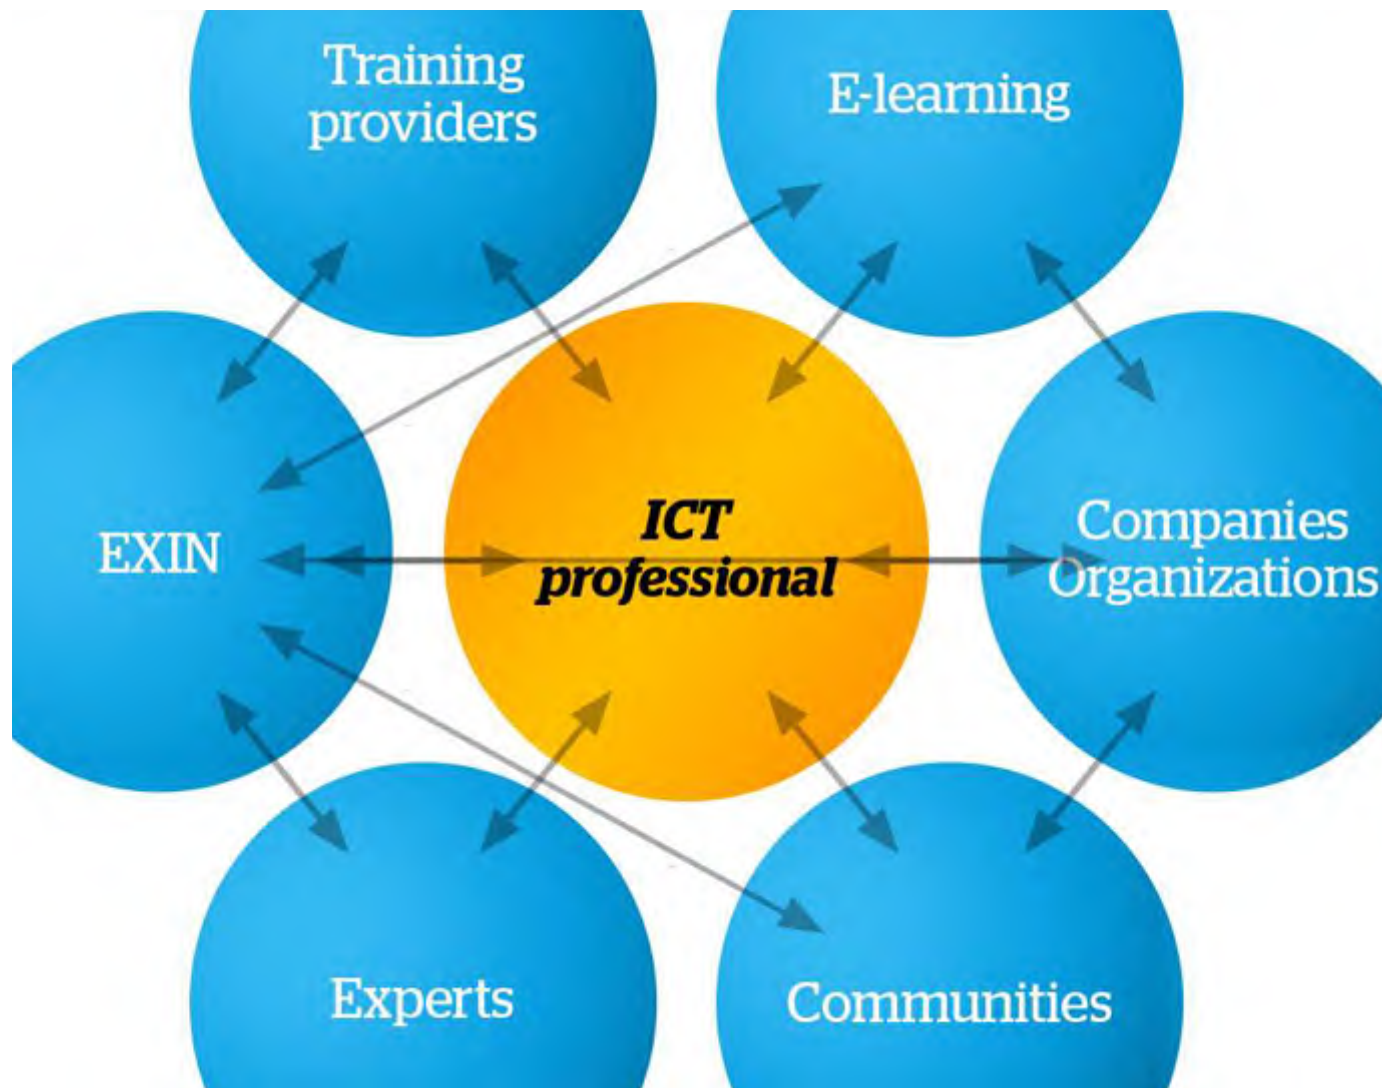 Training
providers
E-learning
EXIN
ICT
professional
Companies
Organizations
Experts
Communities